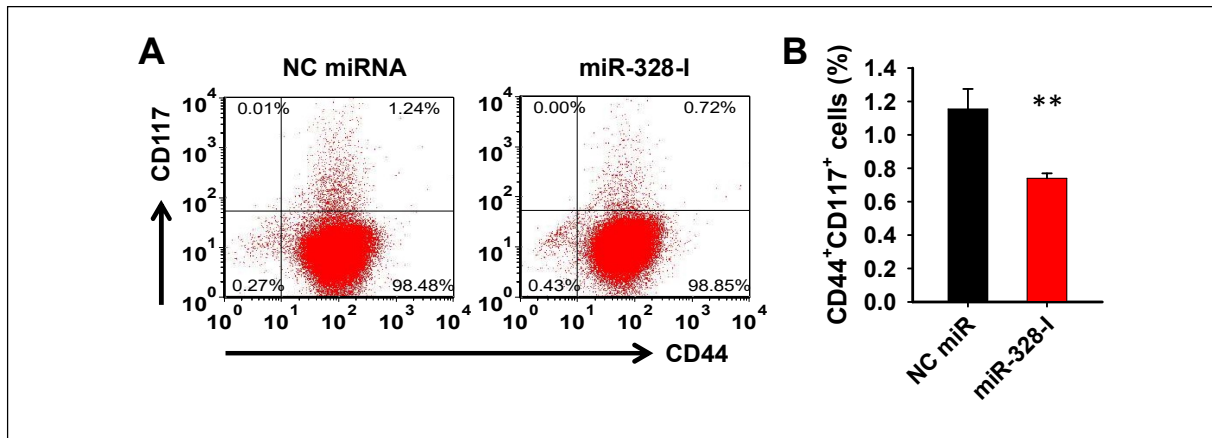 A
NC miRNA
miR-328-I
CD117
10⁴
10³
10²
10¹
10⁰
0.01%
1.24%
0.27%
98.48%
10⁰ 10¹ 10² 10³ 10⁴
10⁴
10³
10²
10¹
10⁰
0.00%
0.72%
0.43%
98.85%
10⁰ 10¹ 10² 10³ 10⁴
CD44
B
CD44⁺CD117⁺ cells (%)
1.4
1.2
1.0
0.8
0.6
0.4
0.2
0.0
**
NC miR
miR-328-I